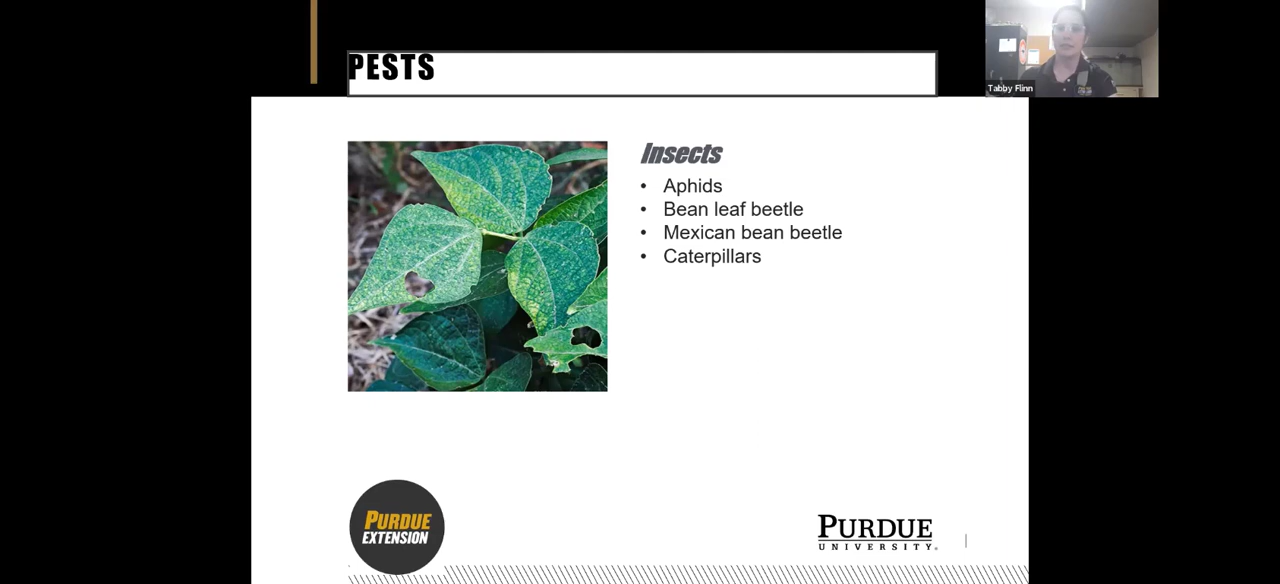 PESTS
Tabby Flinn
Insects
• Aphids
• Bean leaf beetle
• Mexican bean beetle
• Caterpillars
PURDUE
EXTENSION
PURDUE
UNIVERSITY®